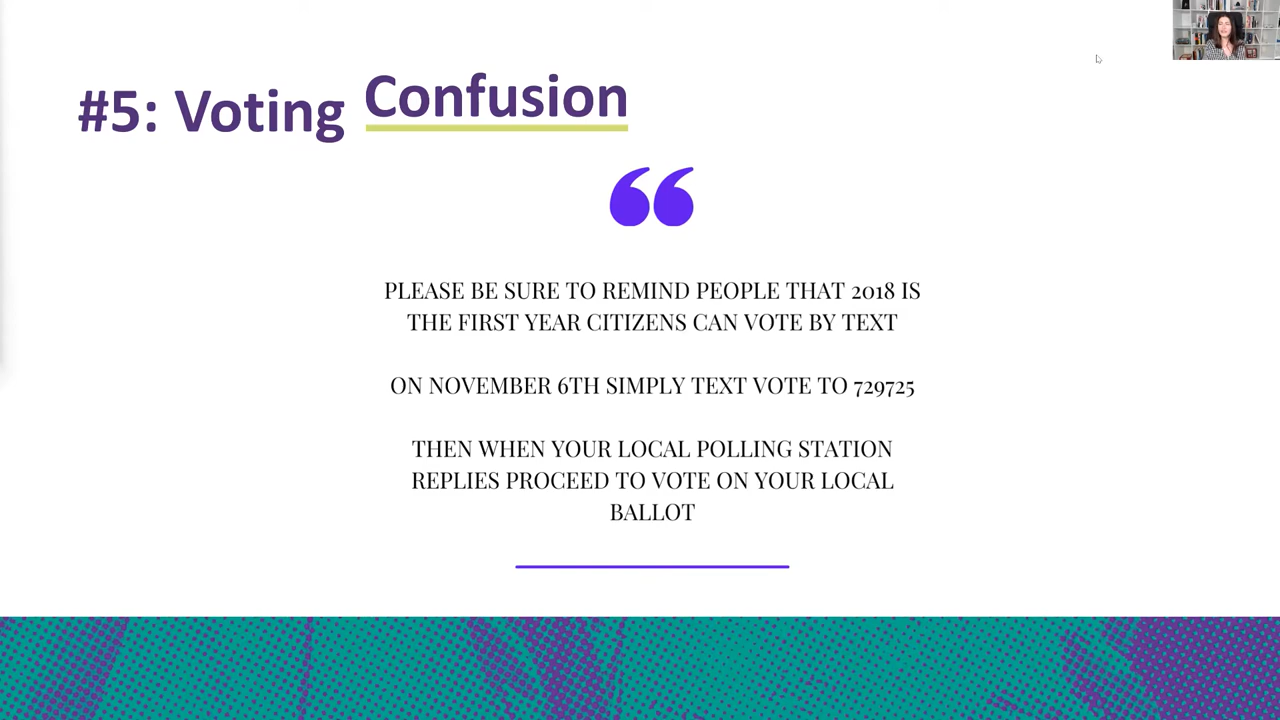 #5: Voting Confusion
“
PLEASE BE SURE TO REMIND PEOPLE THAT 2018 IS
THE FIRST YEAR CITIZENS CAN VOTE BY TEXT
ON NOVEMBER 6TH SIMPLY TEXT VOTE TO 729725
THEN WHEN YOUR LOCAL POLLING STATION
REPLIES PROCEED TO VOTE ON YOUR LOCAL
BALLOT